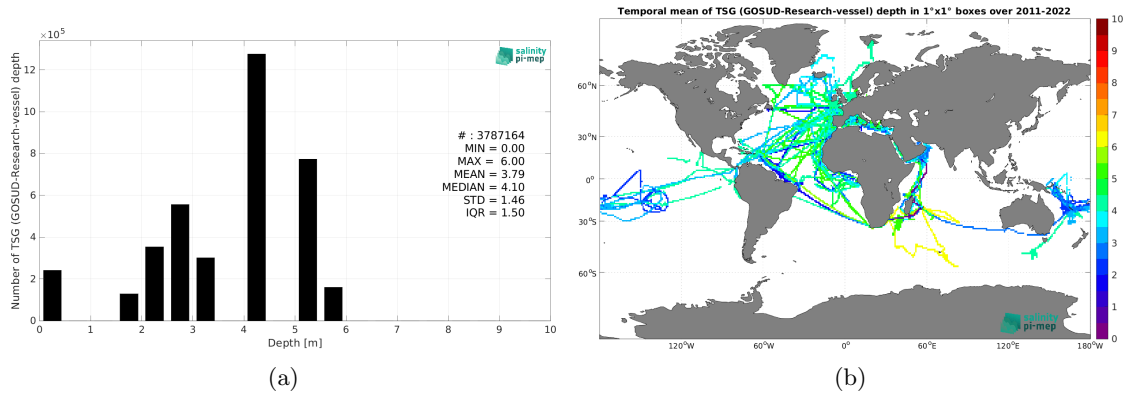 ×10⁵
12
10
8
6
4
2
0
Number of TSG (GOSUD-Research-vessel) depth
salinity
pi-mep
# : 3787164
MIN = 0.00
MAX = 6.00
MEAN = 3.79
MEDIAN = 4.10
STD = 1.46
IQR = 1.50
0 1 2 3 4 5 6 7 8 9 10
Depth [m]
(a)
Temporal mean of TSG (GOSUD-Research-vessel) depth in 1°x1° boxes over 2011-2022
60°N
30°N
0°
30°S
60°S
120°W 60°W 0° 60°E 120°E 180°W
salinity
pi-mep
10
9
8
7
6
5
4
3
2
1
0
(b)